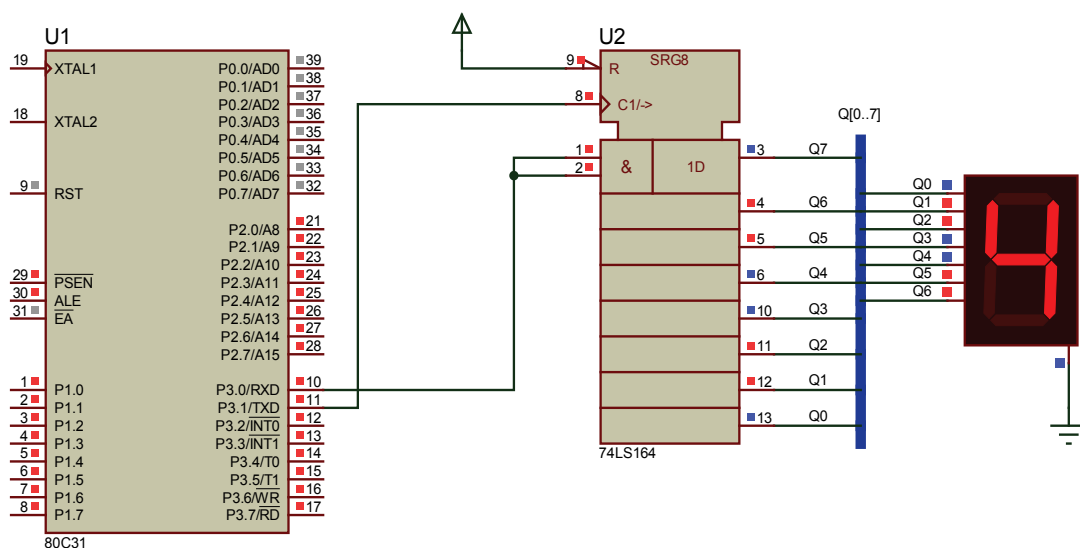 U1
19
XTAL1
18
XTAL2
9
RST
29
PSEN
30
ALE
31
EA
1
P1.0
2
P1.1
3
P1.2
4
P1.3
5
P1.4
6
P1.5
7
P1.6
8
P1.7
P0.0/AD0
39
P0.1/AD1
38
P0.2/AD2
37
P0.3/AD3
36
P0.4/AD4
35
P0.5/AD5
34
P0.6/AD6
33
P0.7/AD7
32
P2.0/A8
21
P2.1/A9
22
P2.2/A10
23
P2.3/A11
24
P2.4/A12
25
P2.5/A13
26
P2.6/A14
27
P2.7/A15
28
P3.0/RXD
10
P3.1/TXD
11
P3.2/INT0
12
P3.3/INT1
13
P3.4/T0
14
P3.5/T1
15
P3.6/WR
16
P3.7/RD
17
80C31
U2
9
R
SRG8
8
C1/->
1
2
&
1D
3
Q7
4
Q6
5
Q5
6
Q4
10
Q3
11
Q2
12
Q1
13
Q0
74LS164
Q[0..7]
Q0
Q1
Q2
Q3
Q4
Q5
Q6
4